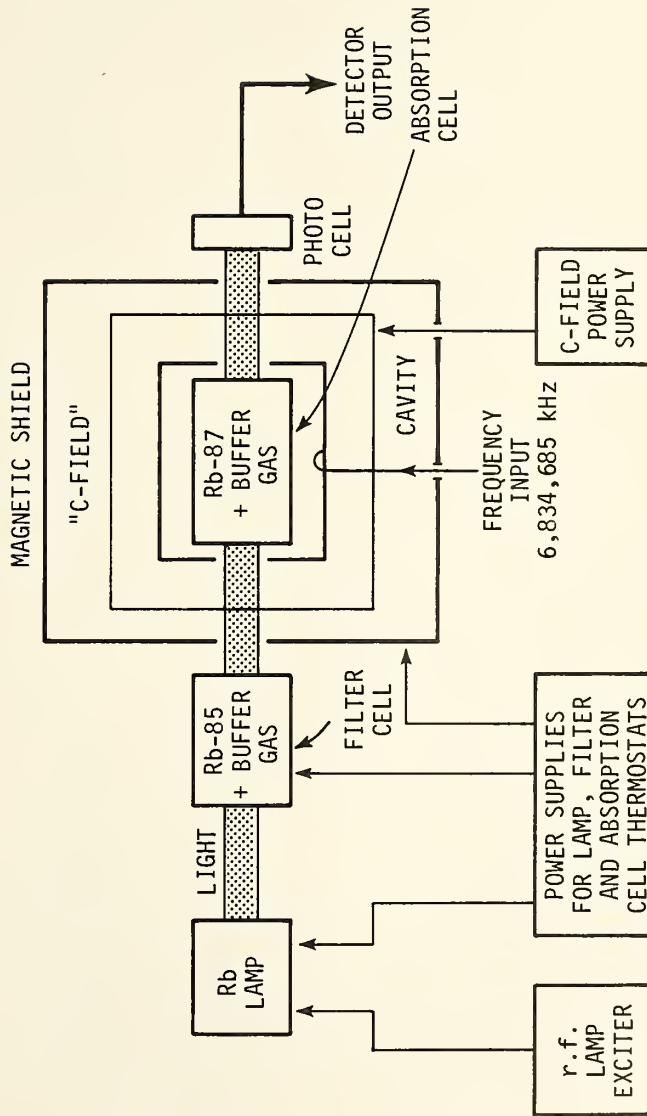 MAGNETIC SHIELD
"C-FIELD"
LIGHT
Rb
LAMP
Rb-85
+ BUFFER
GAS
FILTER
CELL
Rb-87
+ BUFFER
GAS
CAVITY
PHOTO
CELL
DETECTOR
OUTPUT
ABSORPTION
CELL
r.f.
LAMP
EXCITER
POWER SUPPLIES
FOR LAMP, FILTER
AND ABSORPTION
CELL THERMOSTATS
FREQUENCY
INPUT
6,834,685 kHz
C-FIELD
POWER
SUPPLY